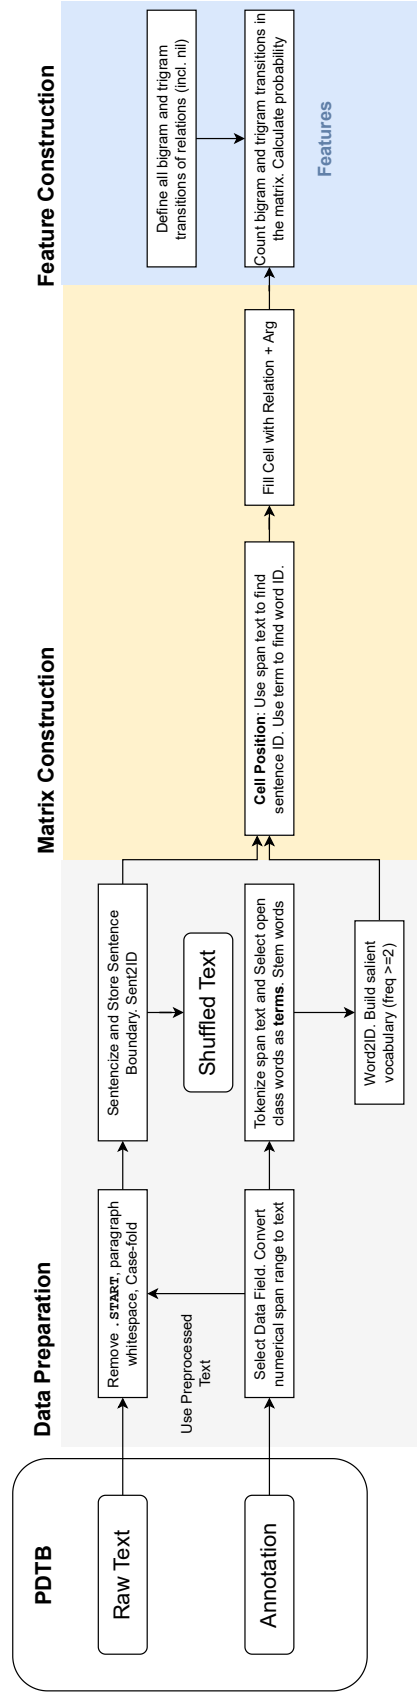 PDTB
Raw Text
Annotation
Data Preparation
Remove .START, paragraph
whitespace, Case-fold
Use Preprocessed
Text
Select Data Field. Convert
numerical span range to text
Sentencize and Store Sentence
Boundary. Sent2ID
Shuffled Text
Tokenize span text and Select open
class words as terms. Stem words
Word2ID. Build salient
vocabulary (freq >=2)
Matrix Construction
Cell Position: Use span text to find
sentence ID. Use term to find word ID.
Fill Cell with Relation + Arg
Feature Construction
Define all bigram and trigram
transitions of relations (incl. nil)
Count bigram and trigram transitions in
the matrix. Calculate probability
Features